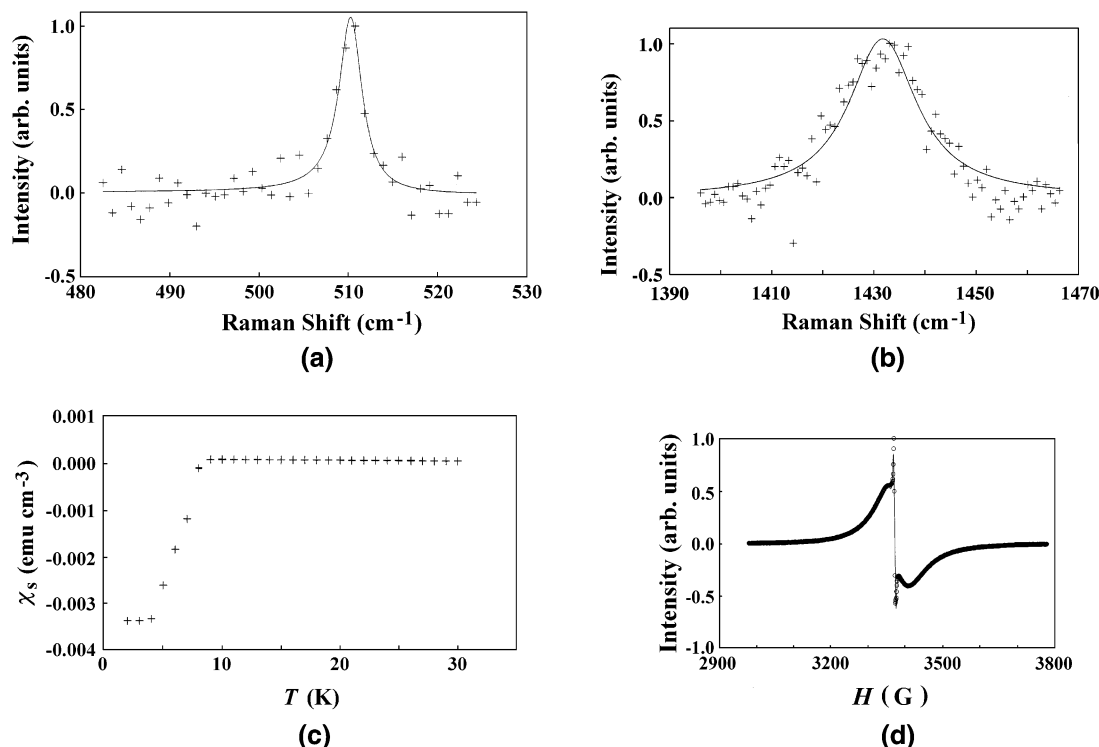 Intensity (arb. units)
1.0
0.5
0.0
-0.5
480 490 500 510 520 530
Raman Shift (cm-1)
(a)
Intensity (arb. units)
1.0
0.5
0.0
-0.5
1390 1410 1430 1450 1470
Raman Shift (cm-1)
(b)
χs (emu cm-3)
0.001
0.000
-0.001
-0.002
-0.003
-0.004
0 10 20 30
T (K)
(c)
Intensity (arb. units)
1.0
0.5
0.0
-0.5
-1.0
2900 3200 3500 3800
H (G)
(d)